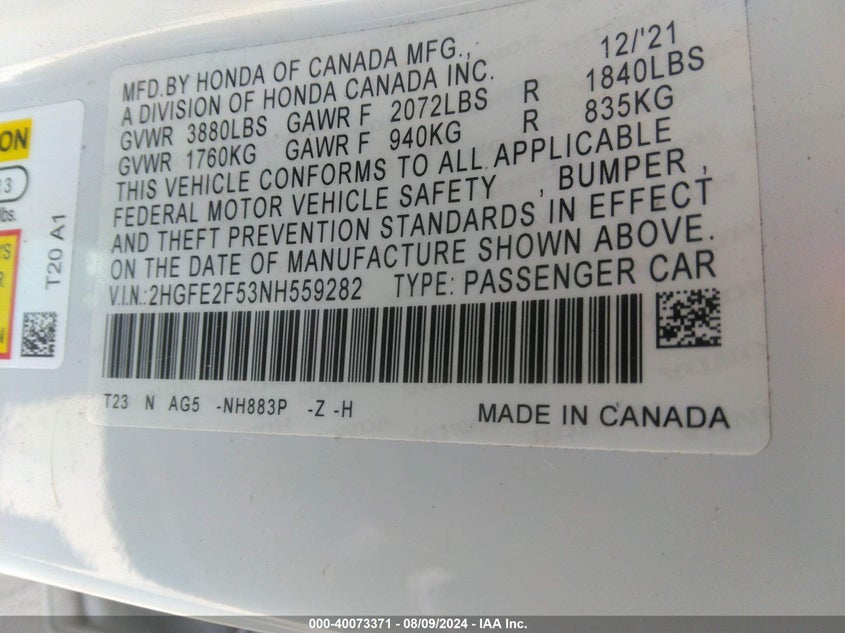 MFD.BY HONDA OF CANADA MFG., 12/'21
A DIVISION OF HONDA CANADA INC.
GVWR 3880LBS GAWR F 2072LBS R 1840LBS
GVWR 1760KG GAWR F 940KG R 835KG
THIS VEHICLE CONFORMS TO ALL APPLICABLE
FEDERAL MOTOR VEHICLE SAFETY , BUMPER ,
AND THEFT PREVENTION STANDARDS IN EFFECT
ON THE DATE OF MANUFACTURE SHOWN ABOVE.
V.I.N.:2HGFE2F53NH559282 TYPE: PASSENGER CAR
T23 N AG5 -NH883P -Z -H MADE IN CANADA
ON
3
lbs.
'S
R
N
T20 A1
000-40073371 - 08/09/2024 - IAA Inc.